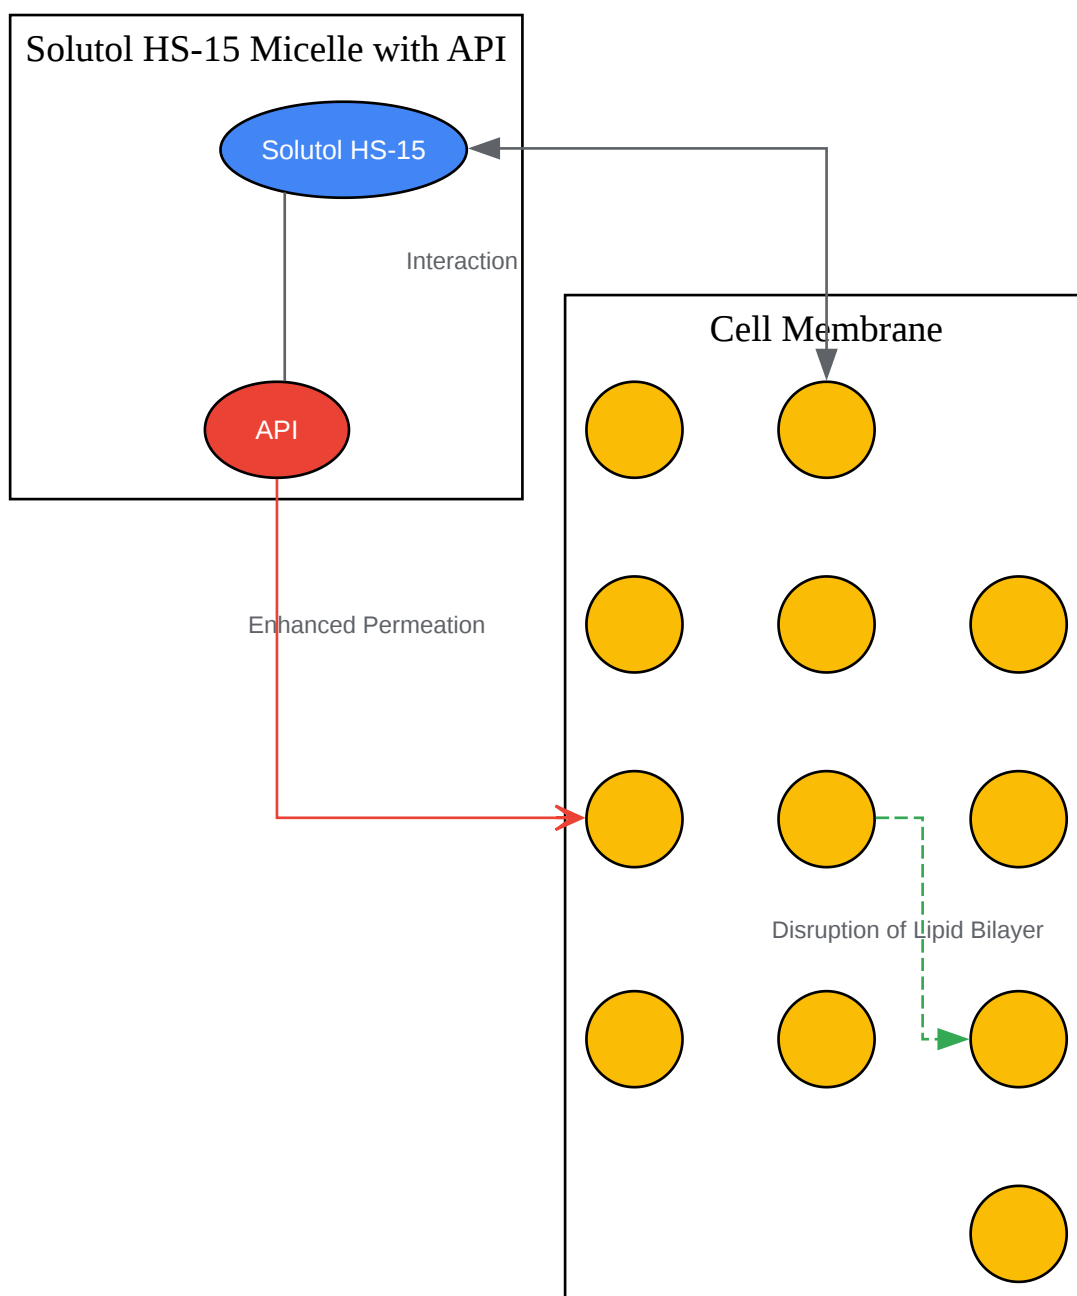 Solutol HS-15 Micelle with API
Solutol HS-15
Interaction
Cell Membrane
API
Enhanced Permeation
Disruption of Lipid Bilayer